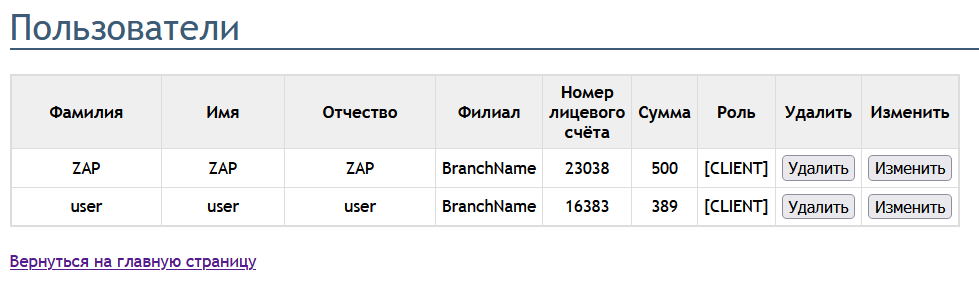 Пользователи
Фамилия Имя Отчество Филиал Номер лицевого счёта Сумма Роль Удалить Изменить
ZAP ZAP ZAP BranchName 23038 500 [CLIENT] Удалить Изменить
user user user BranchName 16383 389 [CLIENT] Удалить Изменить
Вернуться на главную страницу